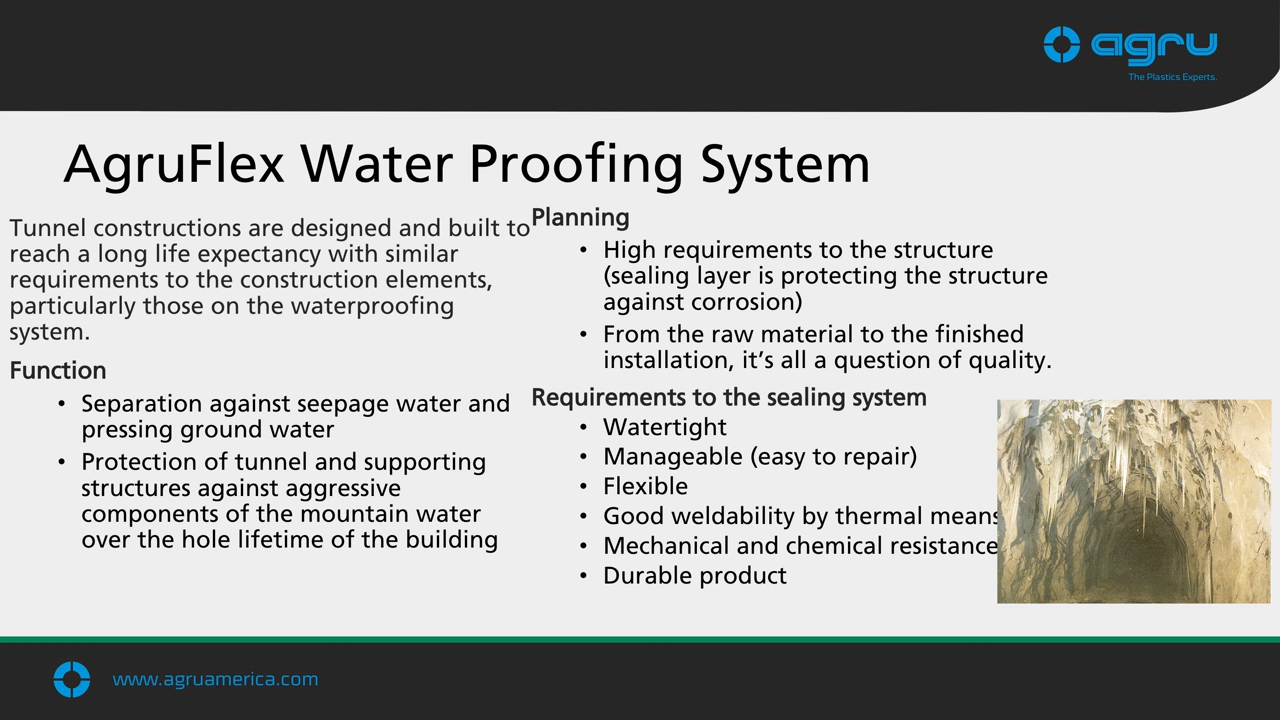 agru
The Plastics Experts.
AgruFlex Water Proofing System
Tunnel constructions are designed and built to
reach a long life expectancy with similar
requirements to the construction elements,
particularly those on the waterproofing
system.
Function
• Separation against seepage water and
pressing ground water
• Protection of tunnel and supporting
structures against aggressive
components of the mountain water
over the hole lifetime of the building
Planning
• High requirements to the structure
(sealing layer is protecting the structure
against corrosion)
• From the raw material to the finished
installation, it’s all a question of quality.
Requirements to the sealing system
• Watertight
• Manageable (easy to repair)
• Flexible
• Good weldability by thermal means
• Mechanical and chemical resistance
• Durable product
www.agruamerica.com